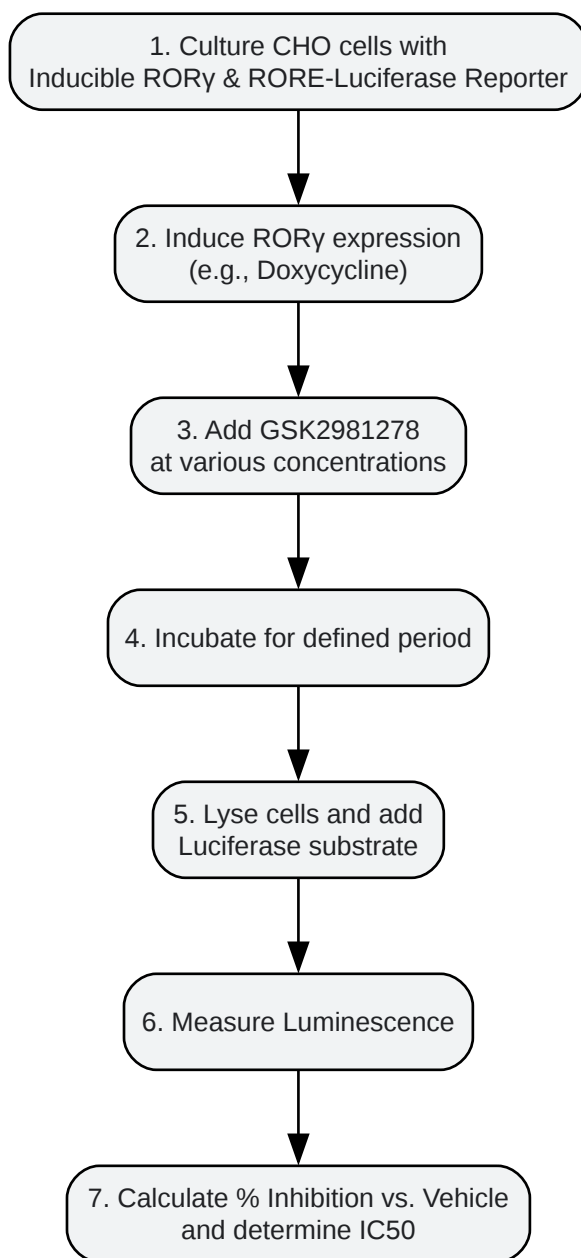 1. Culture CHO cells with
Inducible RORγ & RORE-Luciferase Reporter
2. Induce RORγ expression
(e.g., Doxycycline)
3. Add GSK2981278
at various concentrations
4. Incubate for defined period
5. Lyse cells and add
Luciferase substrate
6. Measure Luminescence
7. Calculate % Inhibition vs. Vehicle
and determine IC50